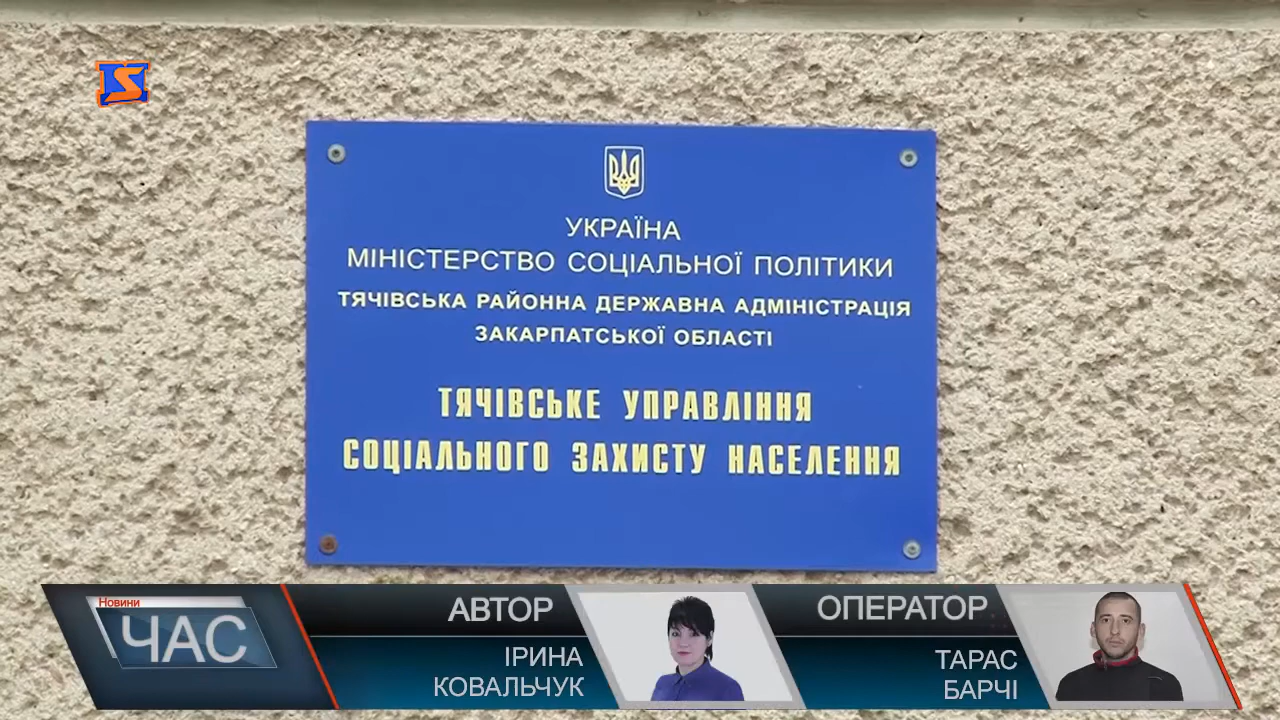 УКРАЇНА
МІНІСТЕРСТВО СОЦІАЛЬНОЇ ПОЛІТИКИ
ТЯЧІВСЬКА РАЙОННА ДЕРЖАВНА АДМІНІСТРАЦІЯ
ЗАКАРПАТСЬКОЇ ОБЛАСТІ
ТЯЧІВСЬКЕ УПРАВЛІННЯ
СОЦІАЛЬНОГО ЗАХИСТУ НАСЕЛЕННЯ
Новини
ЧАС
АВТОР
ІРИНА
КОВАЛЬЧУК
ОПЕРАТОР
ТАРАС
БАРЧІ